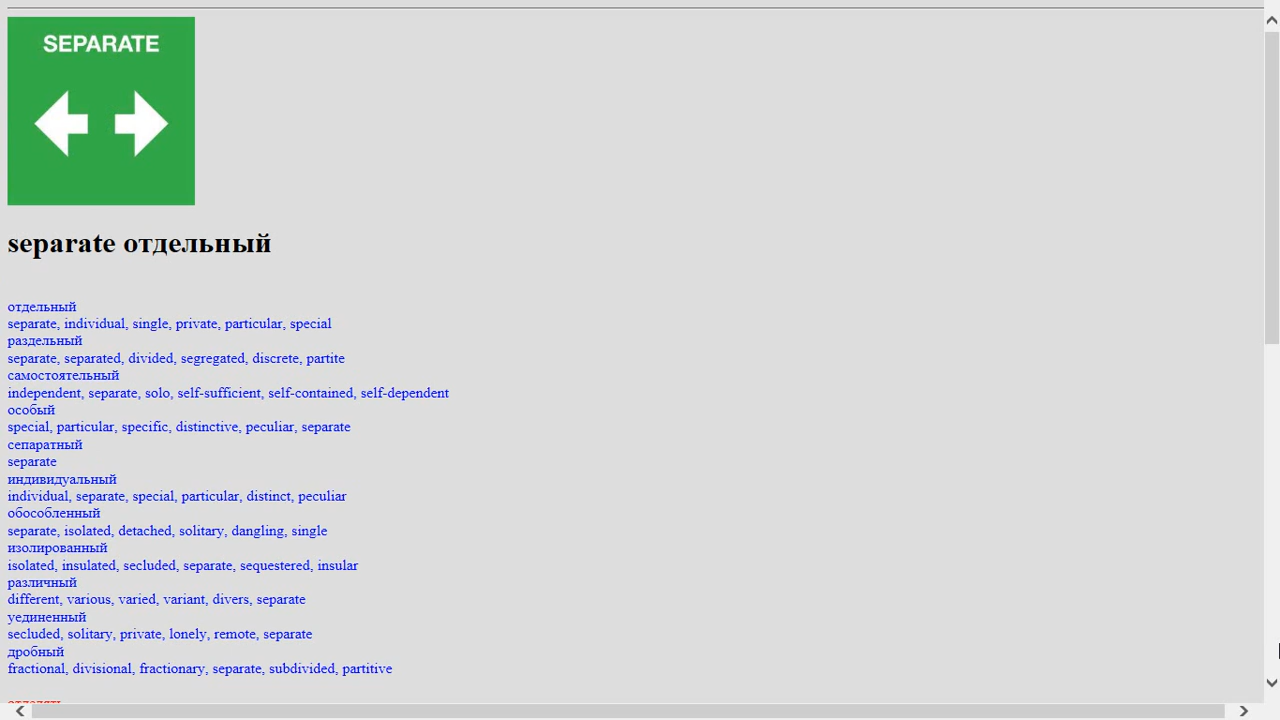 SEPARATE
separate отдельный
отдельный
separate, individual, single, private, particular, special
раздельный
separate, separated, divided, segregated, discrete, partite
самостоятельный
independent, separate, solo, self-sufficient, self-contained, self-dependent
особый
special, particular, specific, distinctive, peculiar, separate
сепаратный
separate
индивидуальный
individual, separate, special, particular, distinct, peculiar
обособленный
separate, isolated, detached, solitary, dangling, single
изолированный
isolated, insulated, secluded, separate, sequestered, insular
различный
different, various, varied, variant, divers, separate
уединенный
secluded, solitary, private, lonely, remote, separate
дробный
fractional, divisional, fractionary, separate, subdivided, partitive